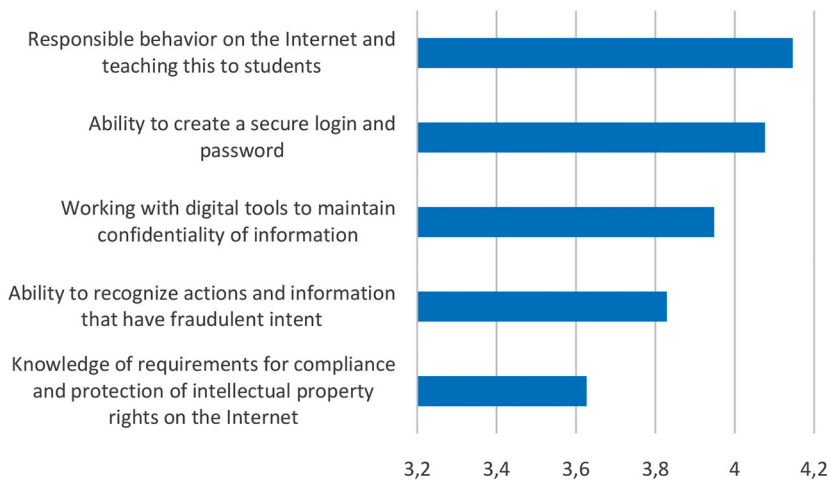 Responsible behavior on the Internet and
teaching this to students
Ability to create a secure login and
password
Working with digital tools to maintain
confidentiality of information
Ability to recognize actions and information
that have fraudulent intent
Knowledge of requirements for compliance
and protection of intellectual property
rights on the Internet
3,2 3,4 3,6 3,8 4 4,2